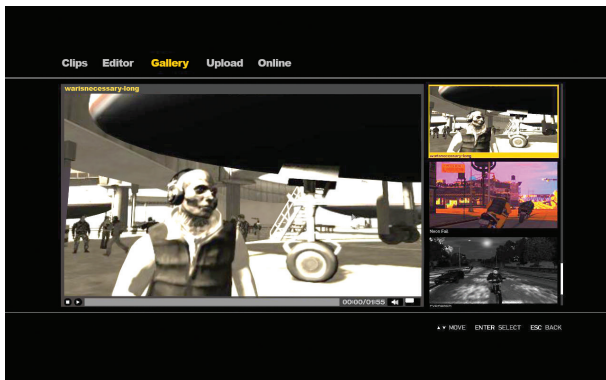 Clips Editor Gallery Upload Online
warisnecessary-long
warisnecessary-long
Neon Fail
00:00/01:55
MOVE ENTER SELECT ESC BACK